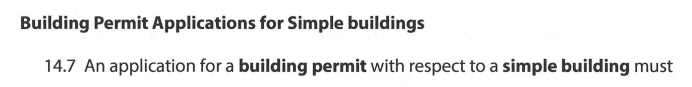 Building Permit Applications for Simple buildings
14.7 An application for a building permit with respect to a simple building must